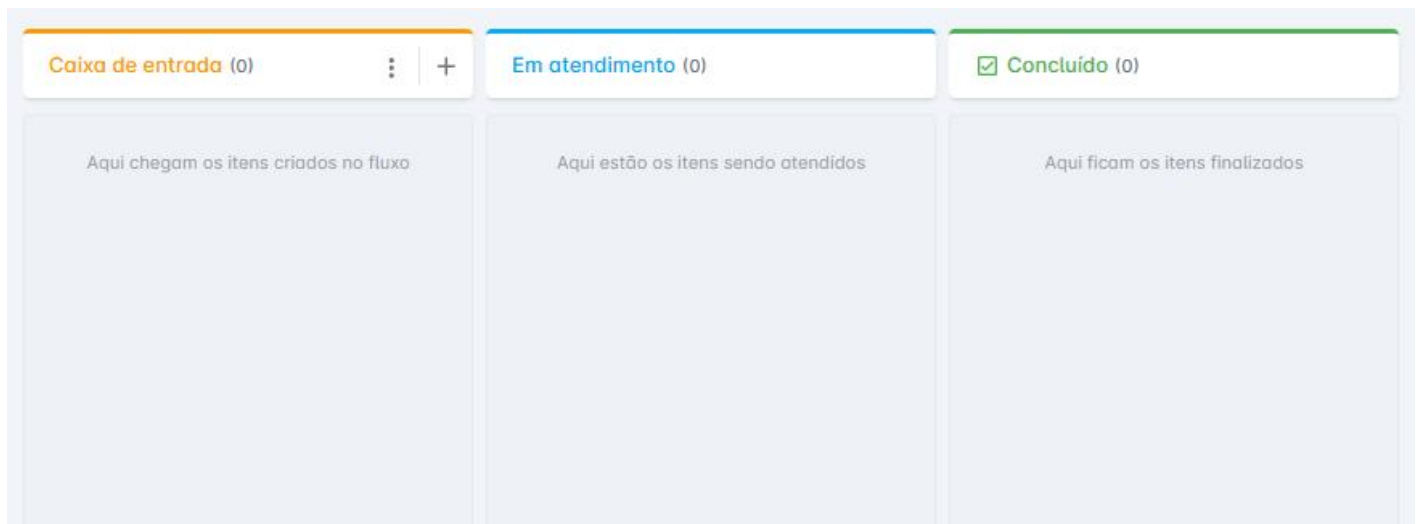 Caixa de entrada (0)
Em atendimento (0)
Concluído (0)
Aqui chegam os itens criados no fluxo
Aqui estão os itens sendo atendidos
Aqui ficam os itens finalizados